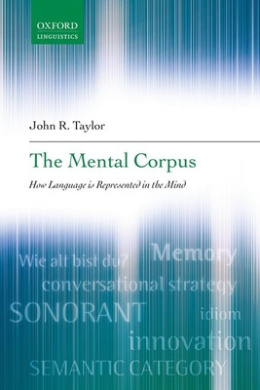 OXFORD
LINGUISTICS
John R. Taylor
The Mental Corpus
How Language is Represented in the Mind
Memory
Wie alt bist du?
conversational strategy
SONORANT
idiom
innovation
SEMANTIC CATEGORY